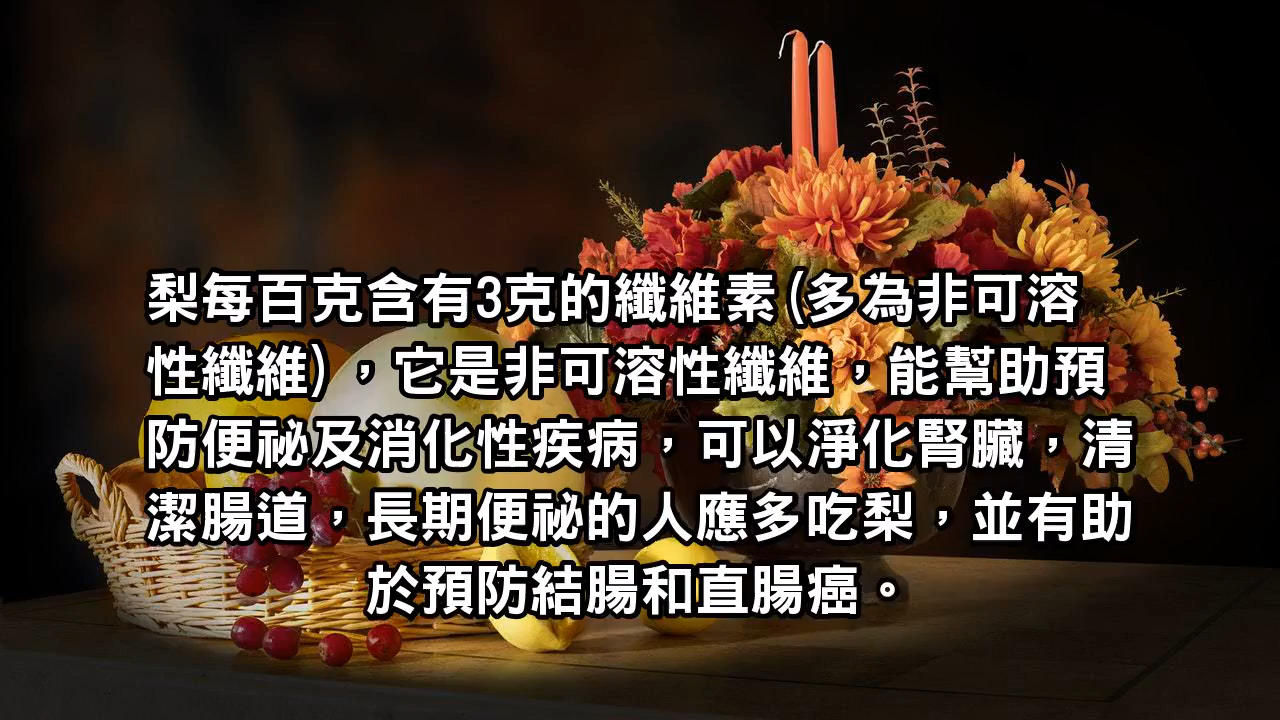 梨每百克含有3克的纖維素(多為非可溶
性纖維)，它是非可溶性纖維，能幫助預
防便祕及消化性疾病，可以淨化腎臟，清
潔腸道，長期便祕的人應多吃梨，並有助
於預防結腸和直腸癌。